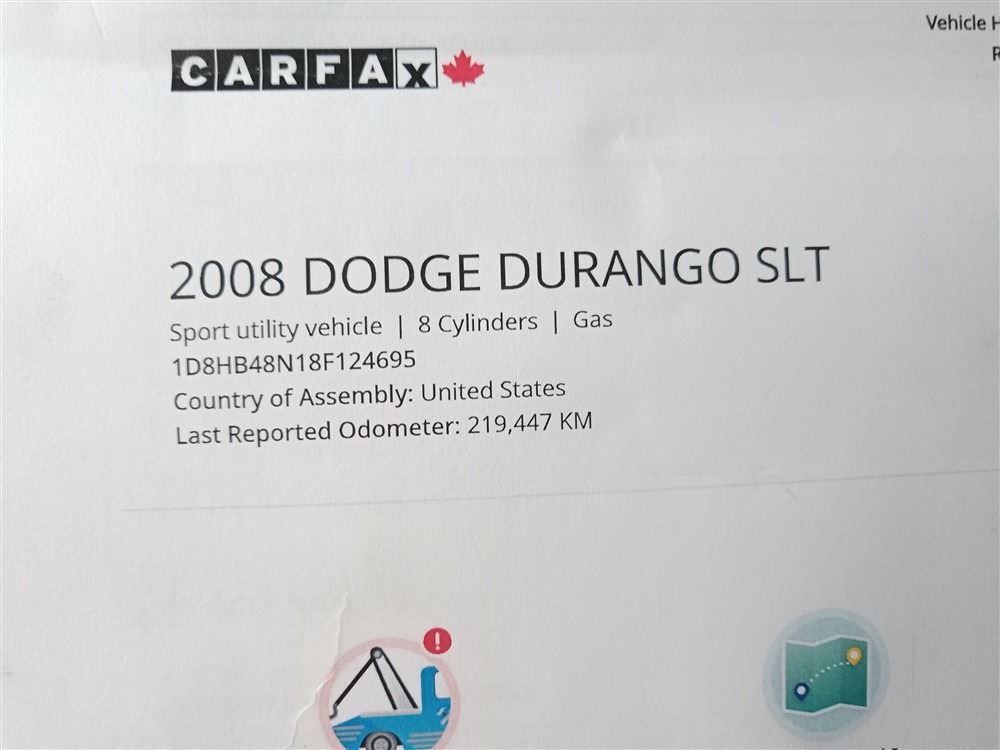 Vehicle H
R
CARFAX
2008 DODGE DURANGO SLT
Sport utility vehicle | 8 Cylinders | Gas
1D8HB48N18F124695
Country of Assembly: United States
Last Reported Odometer: 219,447 KM